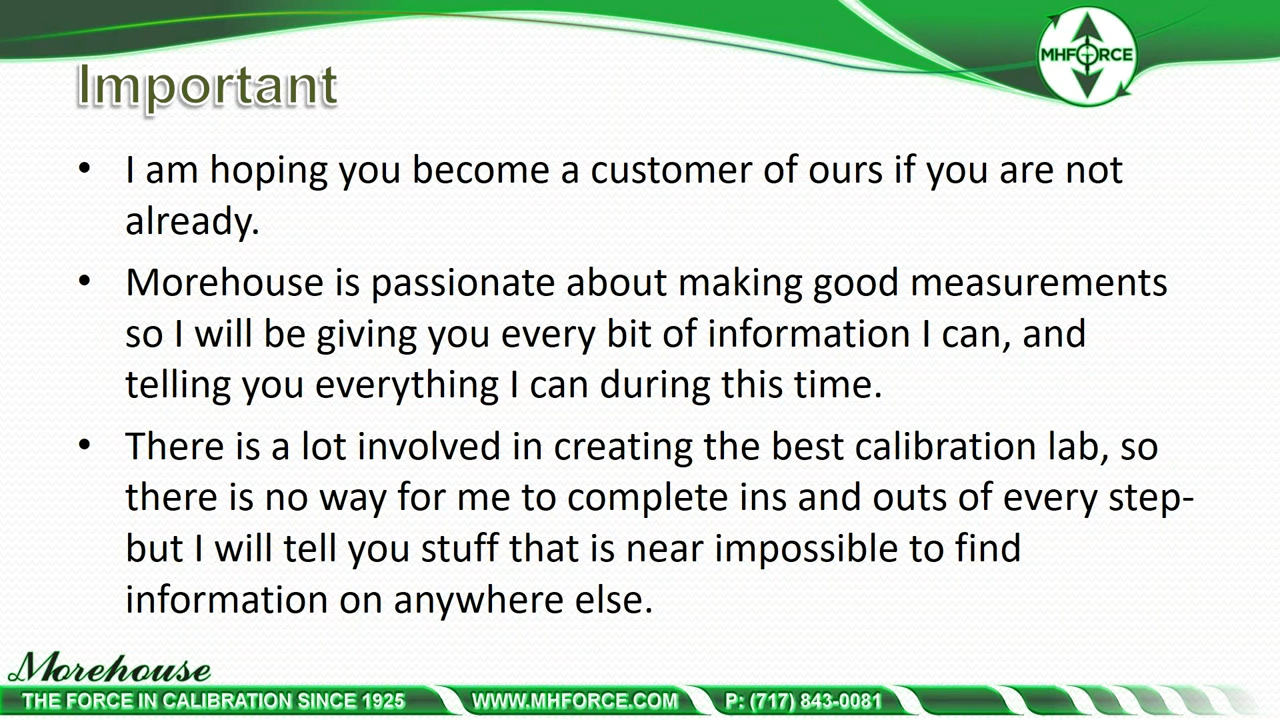 MHFORCE
Important
• I am hoping you become a customer of ours if you are not
already.
• Morehouse is passionate about making good measurements
so I will be giving you every bit of information I can, and
telling you everything I can during this time.
• There is a lot involved in creating the best calibration lab, so
there is no way for me to complete ins and outs of every step-
but I will tell you stuff that is near impossible to find
information on anywhere else.
Morehouse
THE FORCE IN CALIBRATION SINCE 1925 WWW.MHFORCE.COM P: (717) 843-0081